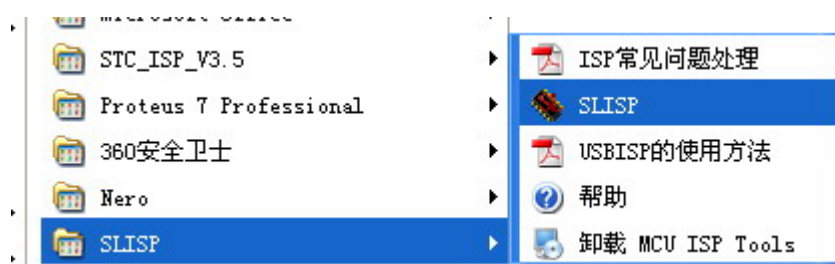 STC_ISP_V3.5
Proteus 7 Professional
360安全卫士
Nero
SLISP
ISP常见问题处理
SLISP
USBISP的使用方法
帮助
卸载 MCU ISP Tools